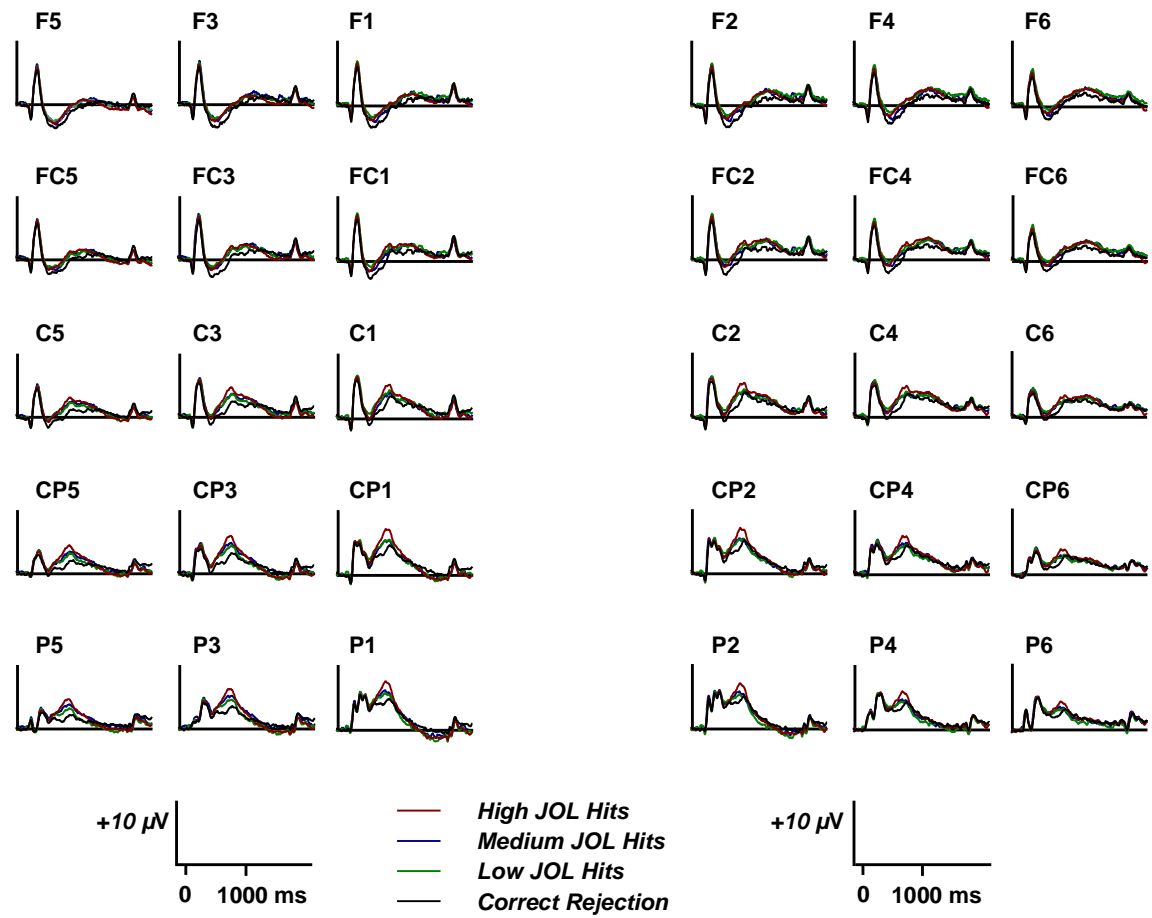 F5 F3 F1 F2 F4 F6
FC5 FC3 FC1 FC2 FC4 FC6
C5 C3 C1 C2 C4 C6
CP5 CP3 CP1 CP2 CP4 CP6
P5 P3 P1 P2 P4 P6
+10 µV
0 1000 ms
High JOL Hits
Medium JOL Hits
Low JOL Hits
Correct Rejection
+10 µV
0 1000 ms